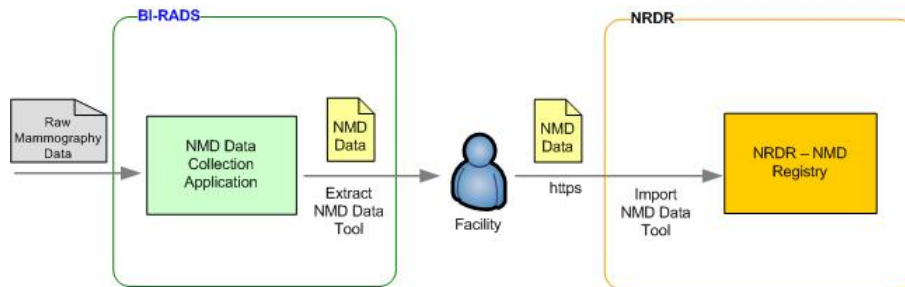 BI-RADS
NRDR
Raw
Mammography
Data
NMD Data
Collection
Application
NMD
Data
Extract
NMD Data
Tool
Facility
NMD
Data
https
Import
NMD Data
Tool
NRDR – NMD
Registry